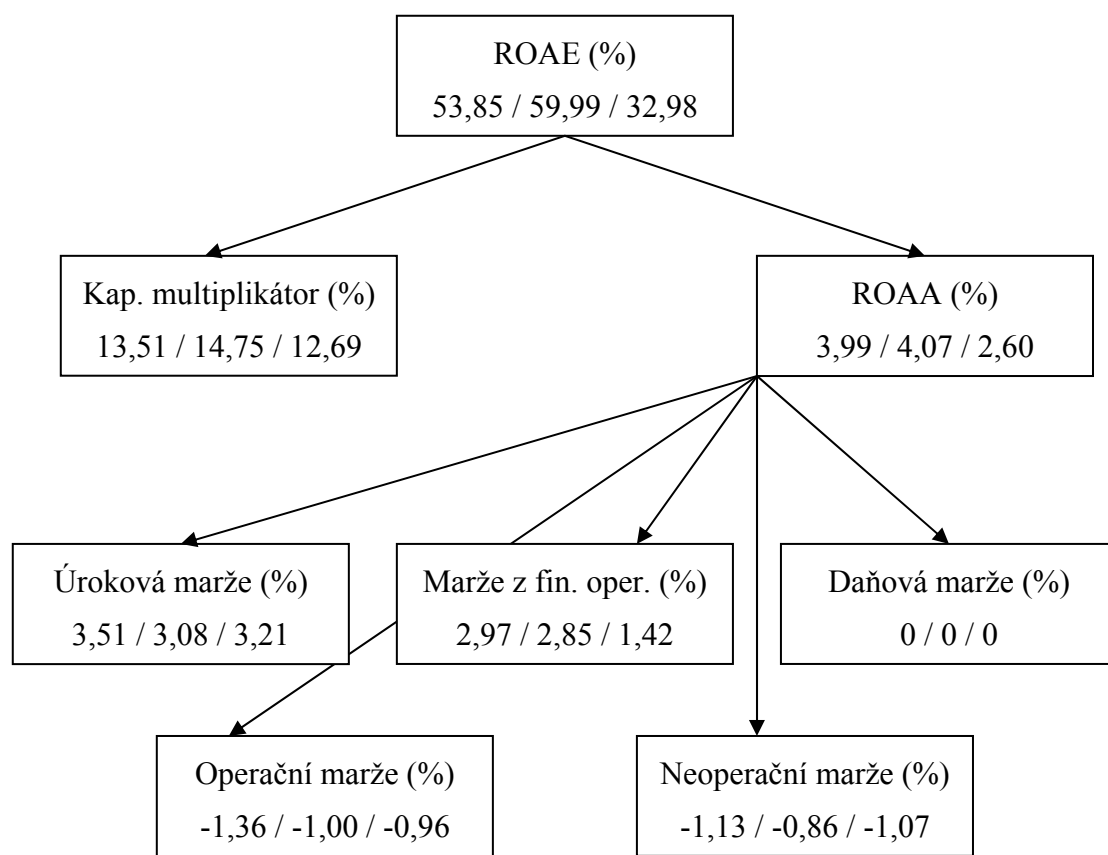 ROAE (%)
53,85 / 59,99 / 32,98
Kap. multiplikátor (%)
13,51 / 14,75 / 12,69
ROAA (%)
3,99 / 4,07 / 2,60
Úroková marže (%)
3,51 / 3,08 / 3,21
Marže z fin. oper. (%)
2,97 / 2,85 / 1,42
Daňová marže (%)
0 / 0 / 0
Operační marže (%)
-1,36 / -1,00 / -0,96
Neoperační marže (%)
-1,13 / -0,86 / -1,07